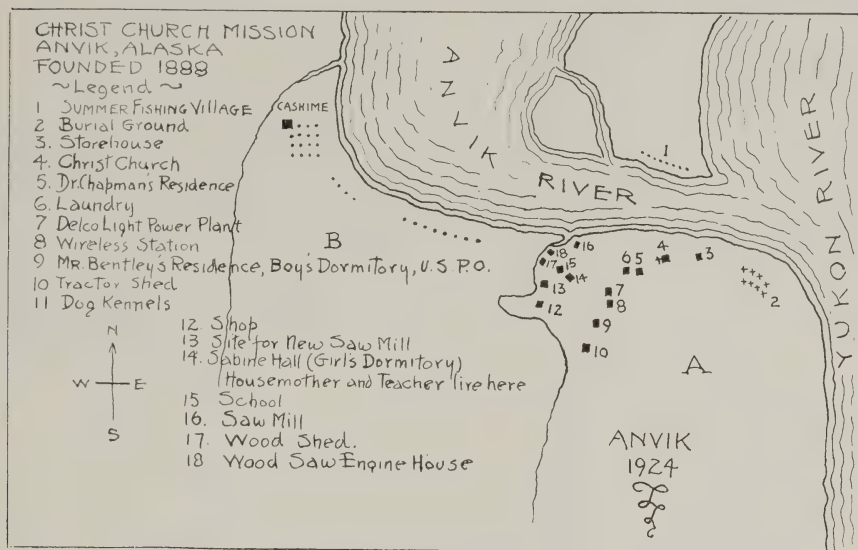 CHRIST CHURCH MISSION
ANVIK, ALASKA
FOUNDED 1888
~Legend~
1 SUMMER FISHING VILLAGE
2 Burial Ground
3. Storehouse
4. Christ Church
5. Dr. Chapman's Residence
6. Laundry
7 Delco Light Power Plant
8 Wireless Station
9 MR. Bentley's Residence, Boy's Dormitory, U.S.P.O.
10 Tractor Shed
11 Dog Kennels
12. Shop
13 Site for New Saw Mill
14. Sabine Hall (Girl's Dormitory)
Housemother and Teacher live here
15 School
16. Saw Mill
17. Wood Shed.
18 Wood Saw Engine House
N
W E
S
CASHIME
B
ANVIK
RIVER
YUKON RIVER
1
18
16
17
15
14
13
12
6
5
4
3
2
7
8
9
10
A
ANVIK
1924